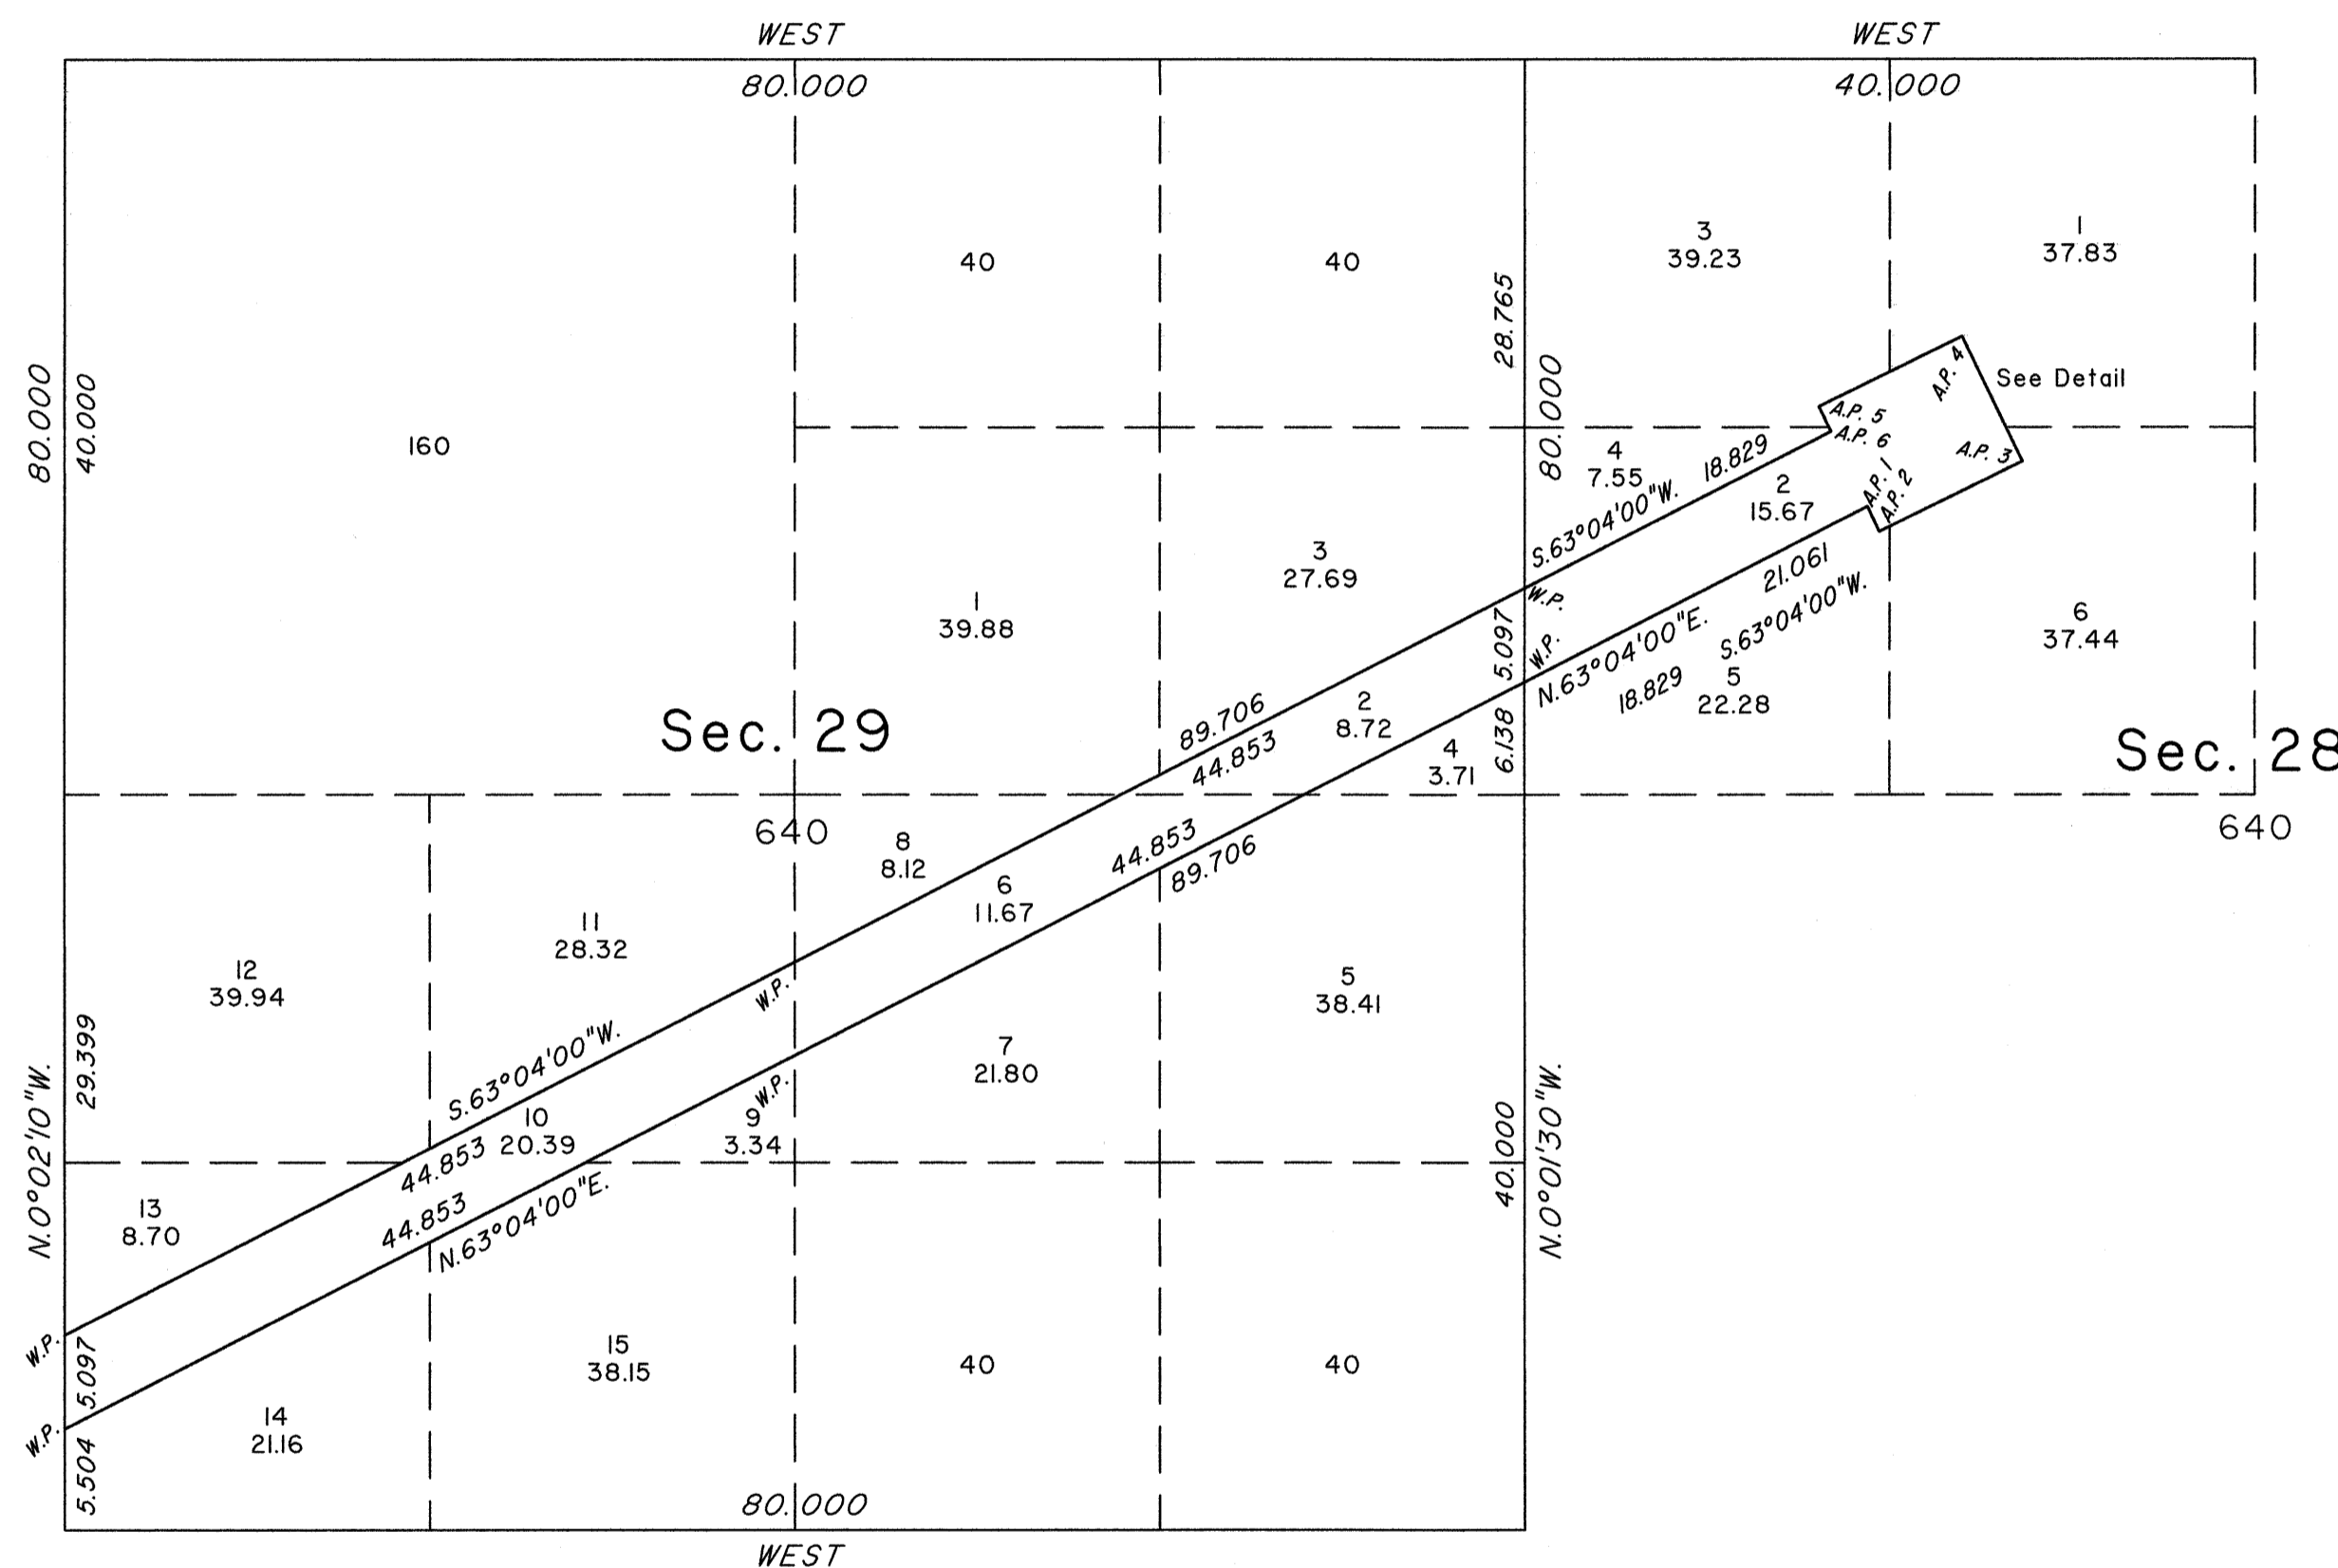 WEST
WEST
80.000
40.000
40
40
3
39.23
1
37.83
28.765
80.000
40.000
160
80.000
See Detail
A.P. 4
A.P. 5
A.P. 6
A.P. 3
A.P. 1
A.P. 2
4
7.55
18.829
S.63°04'00"W.
2
15.67
3
27.69
1
39.88
W.P.
5.097
W.P.
21.061
N.63°04'00"E.
S.63°04'00"W.
18.829
5
22.28
6
37.44
Sec. 29
89.706
44.853
2
8.72
4
3.71
6.138
Sec. 28
640
640
8
8.12
44.853
89.706
6
11.67
11
28.32
12
39.94
W.P.
5
38.41
7
21.80
29.399
N.0°02'10"W.
S.63°04'00"W.
10
20.39
44.853
W.P.
9
3.34
40.000
N.0°01'30"W.
13
8.70
44.853
N.63°04'00"E.
W.P.
5.097
15
38.15
40
40
W.P.
14
21.16
5.504
80.000
WEST